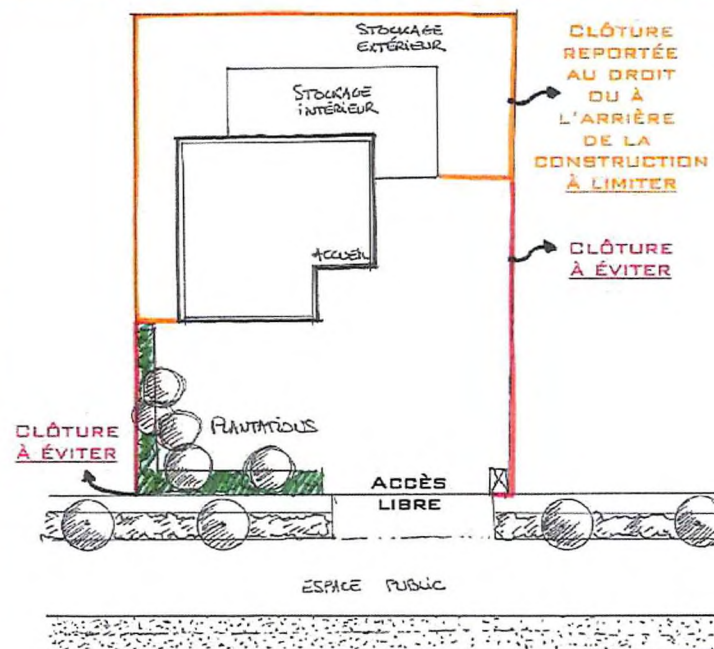 STOCKAGE
EXTÉRIEUR
STOCKAGE
INTÉRIEUR
CLÔTURE
REPORTÉE
AU DROIT
OU À
L'ARRIÈRE
DE LA
CONSTRUCTION
À LIMITER
ACCUEIL
CLÔTURE
À ÉVITER
PLANTATIONS
CLÔTURE
À ÉVITER
ACCÈS
LIBRE
ESPACE PUBLIC